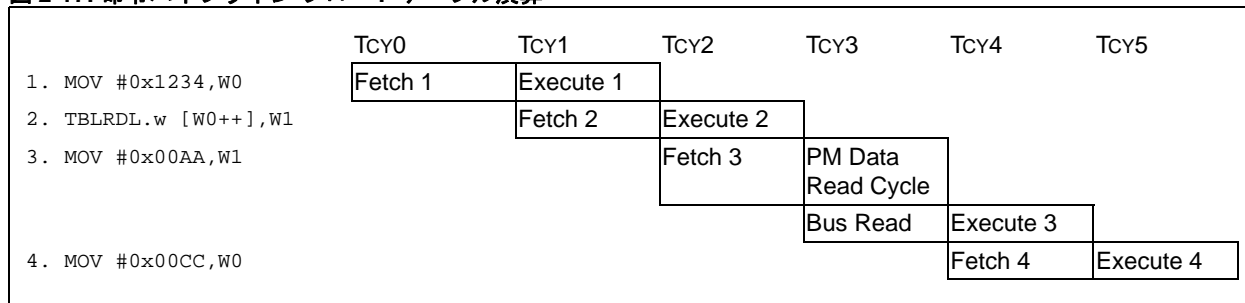 TCY0 TCY1 TCY2 TCY3 TCY4 TCY5
1. MOV #0x1234,W0 Fetch 1 Execute 1
2. TBLRDL.w [W0++],W1 Fetch 2 Execute 2
3. MOV #0x00AA,W1 Fetch 3 PM Data
Read Cycle
Bus Read Execute 3
4. MOV #0x00CC,W0 Fetch 4 Execute 4